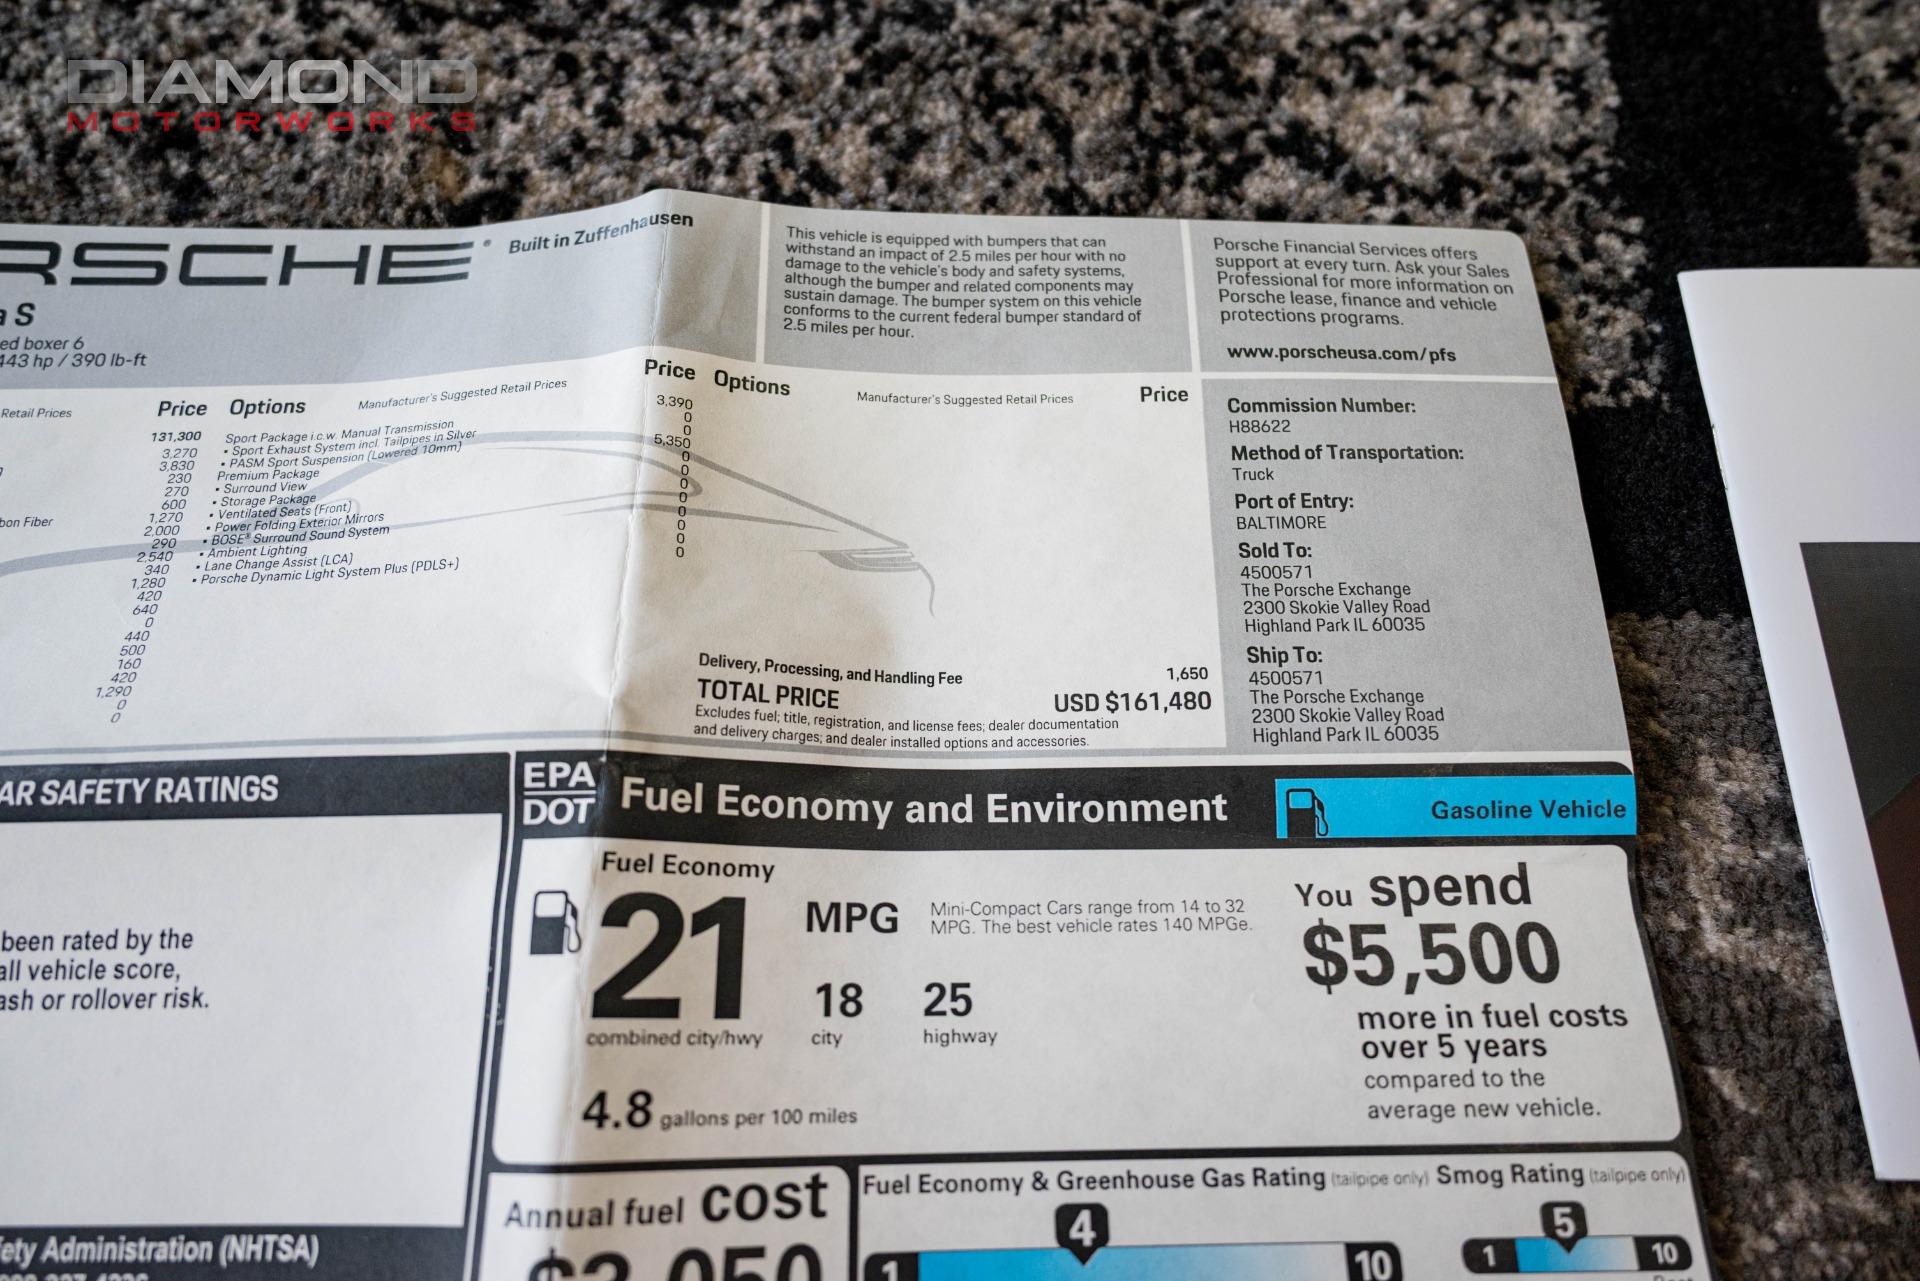 DIAMOND
MOTORWORKS
RSCHE® Built in Zuffenhausen
a S
ed boxer 6
443 hp / 390 lb-ft
This vehicle is equipped with bumpers that can
withstand an impact of 2.5 miles per hour with no
damage to the vehicle's body and safety systems,
although the bumper and related components may
sustain damage. The bumper system on this vehicle
conforms to the current federal bumper standard of
2.5 miles per hour.
Porsche Financial Services offers
support at every turn. Ask your Sales
Professional for more information on
Porsche lease, finance and vehicle
protections programs.
www.porscheusa.com/pfs
Retail Prices Price
131,300
3,270
3,830
230
270
600
1,270
bon Fiber 2,000
290
2,540
340
1,280
420
640
0
440
500
160
420
1,290
0
0
Options Manufacturer's Suggested Retail Prices Price
Sport Package i.c.w. Manual Transmission 3,390
• Sport Exhaust System incl. Tailpipes in Silver 0
• PASM Sport Suspension (Lowered 10mm) 0
Premium Package 5,350
• Surround View 0
• Storage Package 0
• Ventilated Seats (Front) 0
• Power Folding Exterior Mirrors 0
• BOSE® Surround Sound System 0
• Ambient Lighting 0
• Lane Change Assist (LCA) 0
• Porsche Dynamic Light System Plus (PDLS+) 0
Options Manufacturer's Suggested Retail Prices Price
Delivery, Processing, and Handling Fee 1,650
TOTAL PRICE USD $161,480
Excludes fuel; title, registration, and license fees; dealer documentation
and delivery charges; and dealer installed options and accessories.
Commission Number:
H88622
Method of Transportation:
Truck
Port of Entry:
BALTIMORE
Sold To:
4500571
The Porsche Exchange
2300 Skokie Valley Road
Highland Park IL 60035
Ship To:
4500571
The Porsche Exchange
2300 Skokie Valley Road
Highland Park IL 60035
AR SAFETY RATINGS
been rated by the
all vehicle score,
ash or rollover risk.
ety Administration (NHTSA)
EPA
DOT
Fuel Economy and Environment
Gasoline Vehicle
Fuel Economy
21 MPG
combined city/hwy
18
city
25
highway
Mini-Compact Cars range from 14 to 32
MPG. The best vehicle rates 140 MPGe.
4.8 gallons per 100 miles
You spend
$5,500
more in fuel costs
over 5 years
compared to the
average new vehicle.
Annual fuel cost
Fuel Economy & Greenhouse Gas Rating (tailpipe only)
4
1 10
Smog Rating (tailpipe only)
5
1 10